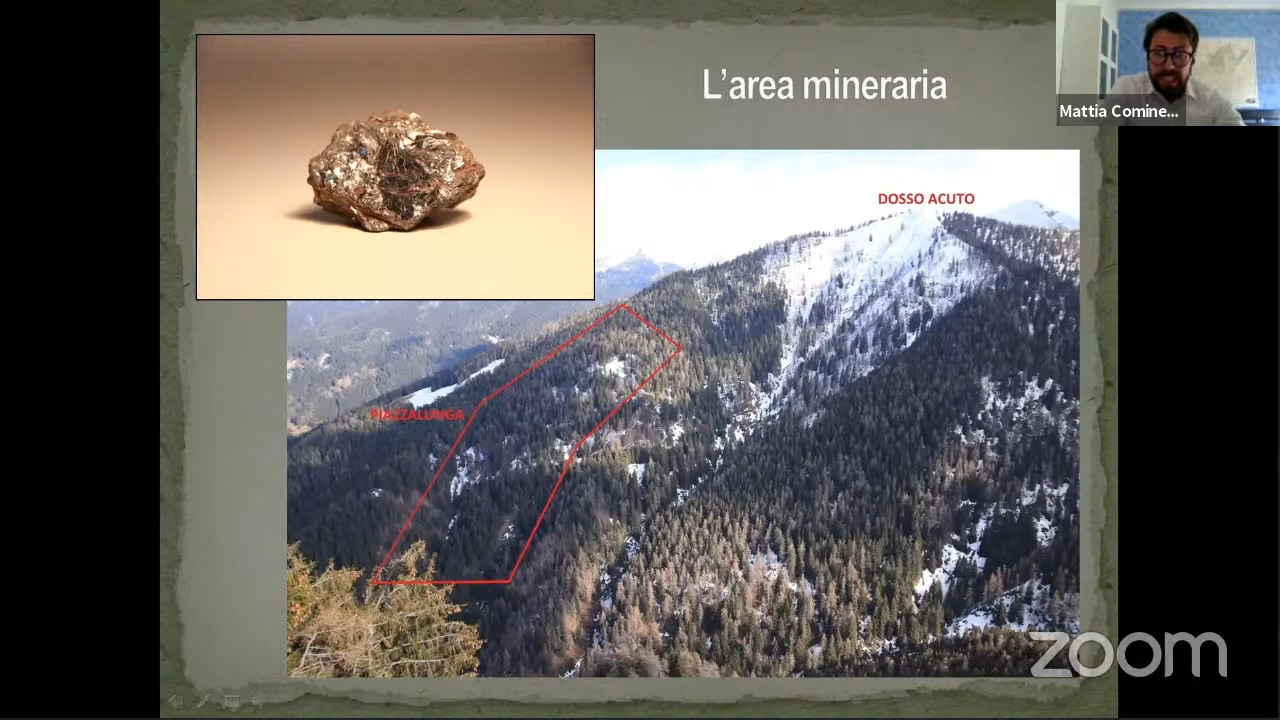 L'area mineraria
Mattia Comine...
DOSSO ACUTO
PIAZZALUNGA
zoom